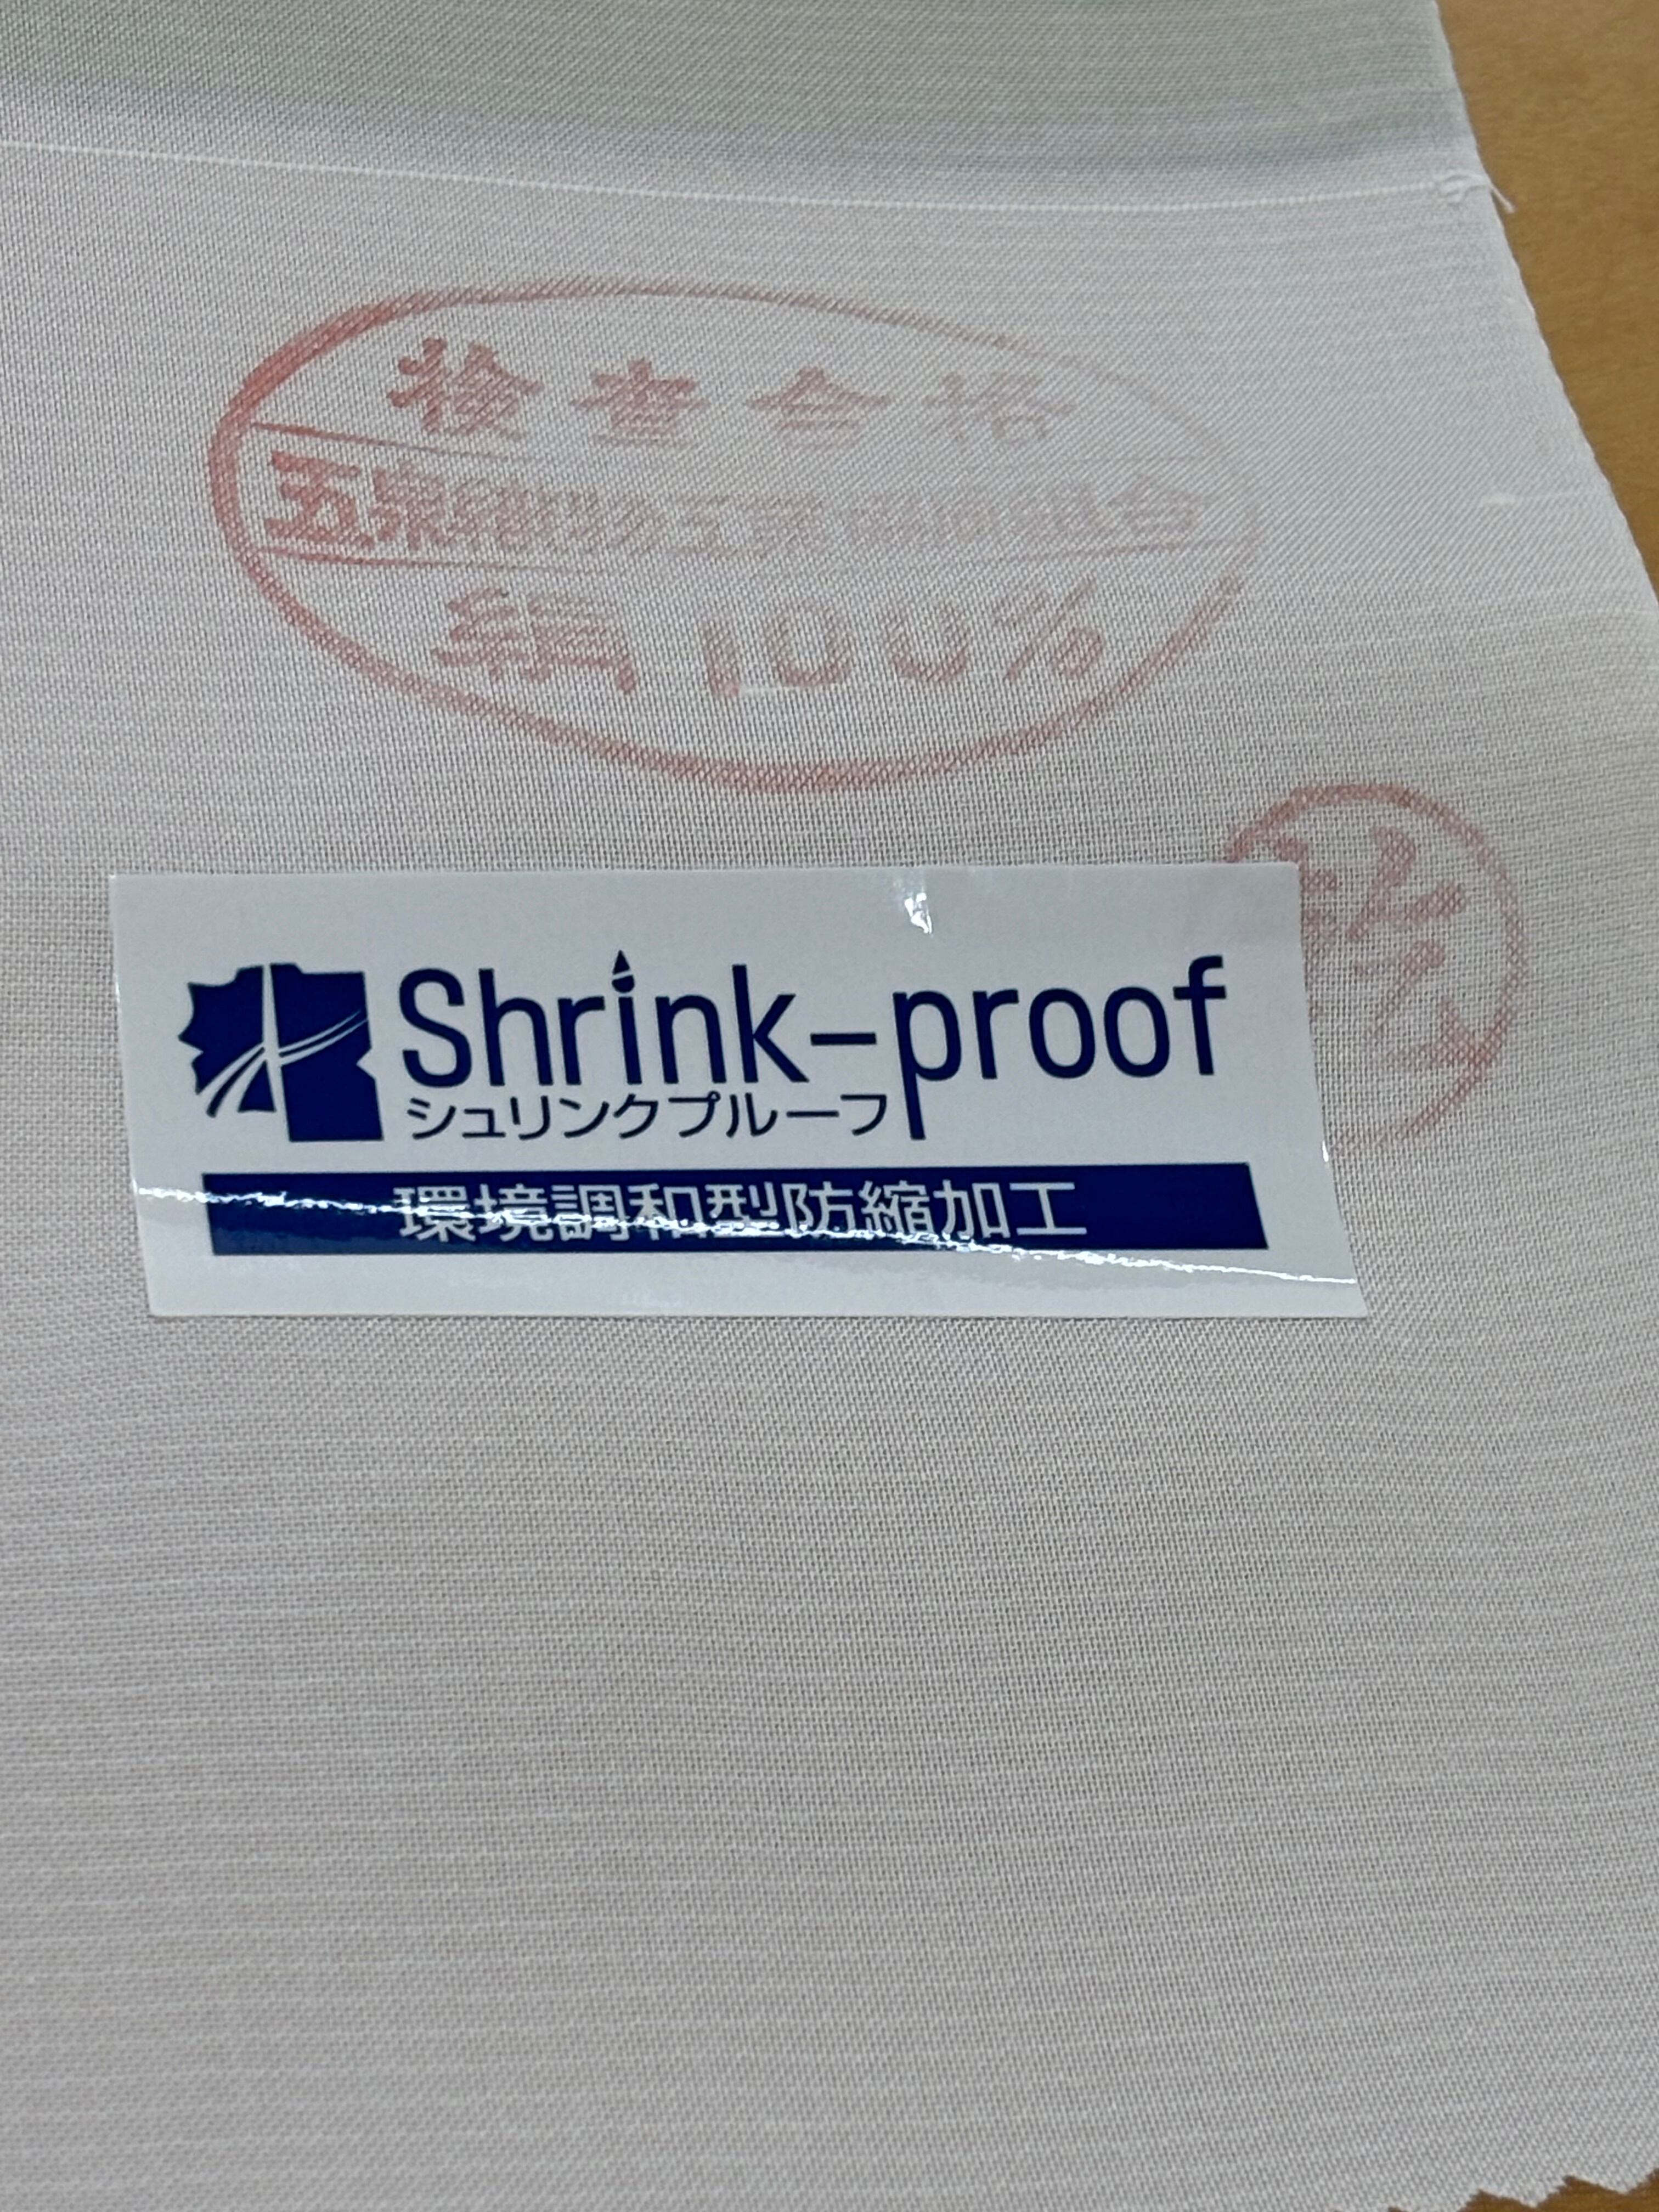 検査合格
五泉絹織物工業協同組合
絹100%
Shrink-proof
シュリンクプルーフ
環境調和型防縮加工